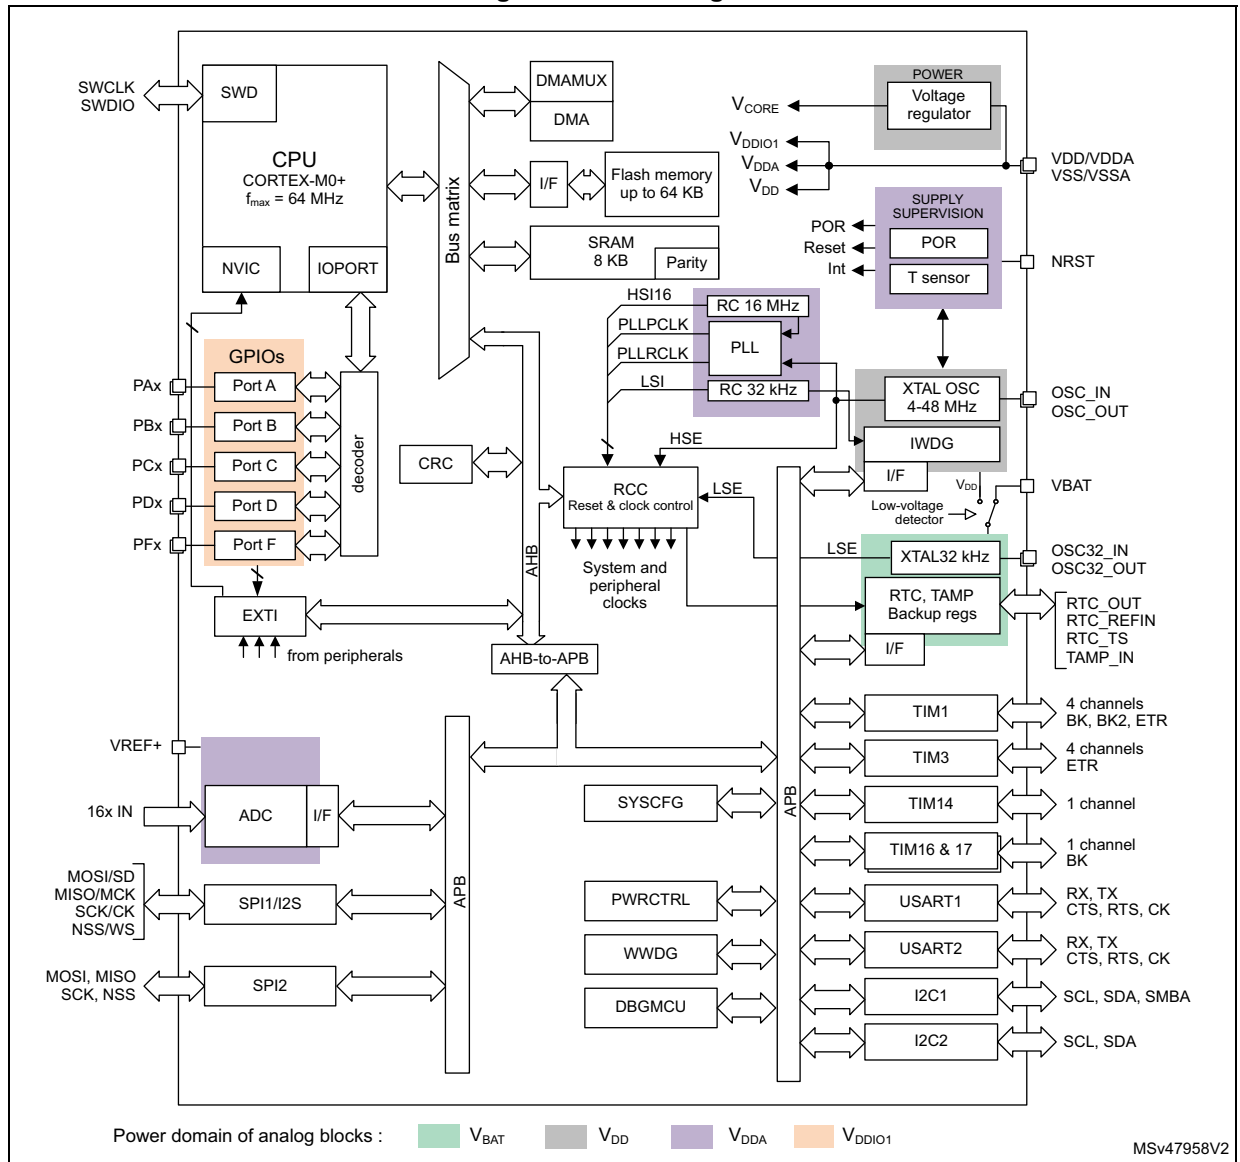 POWER
SWCLK
SWDIO
SWD
DMAMUX
DMA
Voltage
regulator
VCORE
CPU
CORTEX-M0+
fmax = 64 MHz
VDDIO1
VDDA
VDD
VDD/VDDA
VSS/VSSA
I/F
Flash memory
up to 64 KB
Bus matrix
SUPPLY
SUPERVISION
POR
POR
Reset
Int
T sensor
NRST
SRAM
8 KB
Parity
NVIC
IOPORT
HSI16
RC 16 MHz
PLLPCLK
PLL
PLLRCLK
LSI
RC 32 kHz
GPIOs
PAx
Port A
PBx
Port B
PCx
Port C
PDx
Port D
PFx
Port F
decoder
XTAL OSC
4-48 MHz
OSC_IN
OSC_OUT
HSE
IWDG
I/F
CRC
RCC
Reset & clock control
LSE
VDD
VBAT
Low-voltage
detector
AHB
LSE
XTAL32 kHz
OSC32_IN
OSC32_OUT
System and
peripheral
clocks
RTC, TAMP
Backup regs
I/F
RTC_OUT
RTC_REFIN
RTC_TS
TAMP_IN
EXTI
from peripherals
AHB-to-APB
TIM1
4 channels
BK, BK2, ETR
VREF+
TIM3
4 channels
ETR
16x IN
ADC
I/F
SYSCFG
APB
TIM14
1 channel
TIM16 & 17
1 channel
BK
MOSI/SD
MISO/MCK
SCK/CK
NSS/WS
SPI1/I2S
APB
PWRCTRL
USART1
RX, TX
CTS, RTS, CK
WWDG
USART2
RX, TX
CTS, RTS, CK
MOSI, MISO
SCK, NSS
SPI2
DBGMCU
I2C1
SCL, SDA, SMBA
I2C2
SCL, SDA
Power domain of analog blocks :
VBAT
VDD
VDDA
VDDIO1
MSv47958V2